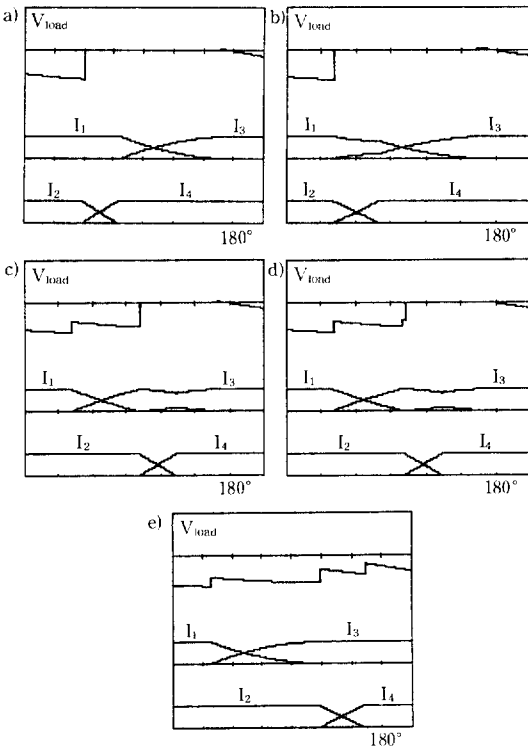 a) V_load
I_1 I_3
I_2 I_4
180°
b) V_load
I_1 I_3
I_2 I_4
180°
c) V_load
I_1 I_3
I_2 I_4
180°
d) V_load
I_1 I_3
I_2 I_4
180°
e) V_load
I_1 I_3
I_2 I_4
180°